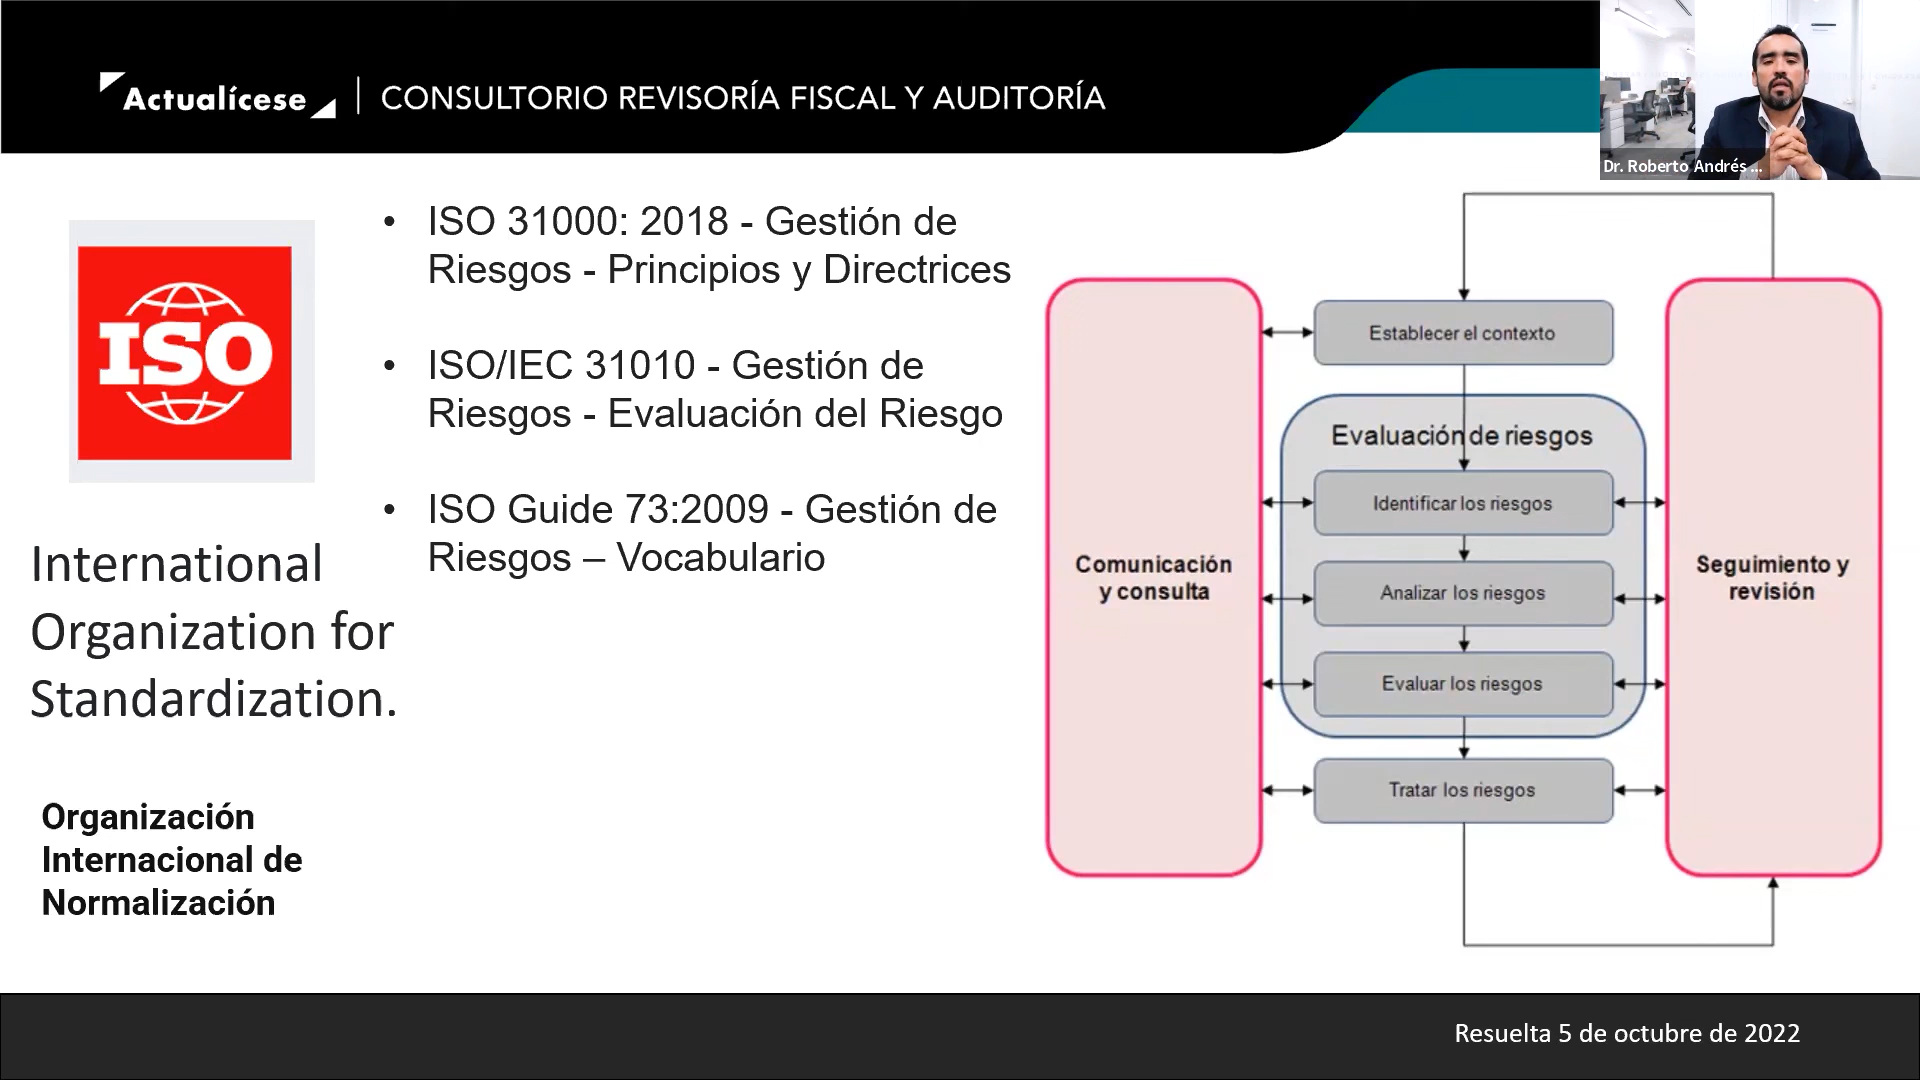 Actualícese
CONSULTORIO REVISORÍA FISCAL Y AUDITORÍA
Dr. Roberto Andrés ...
ISO
International
Organization for
Standardization.
Organización
Internacional de
Normalización
• ISO 31000: 2018 - Gestión de
Riesgos - Principios y Directrices
• ISO/IEC 31010 - Gestión de
Riesgos - Evaluación del Riesgo
• ISO Guide 73:2009 - Gestión de
Riesgos – Vocabulario
Comunicación
y consulta
Establecer el contexto
Evaluación de riesgos
Identificar los riesgos
Analizar los riesgos
Evaluar los riesgos
Tratar los riesgos
Seguimiento y
revisión
Resuelta 5 de octubre de 2022